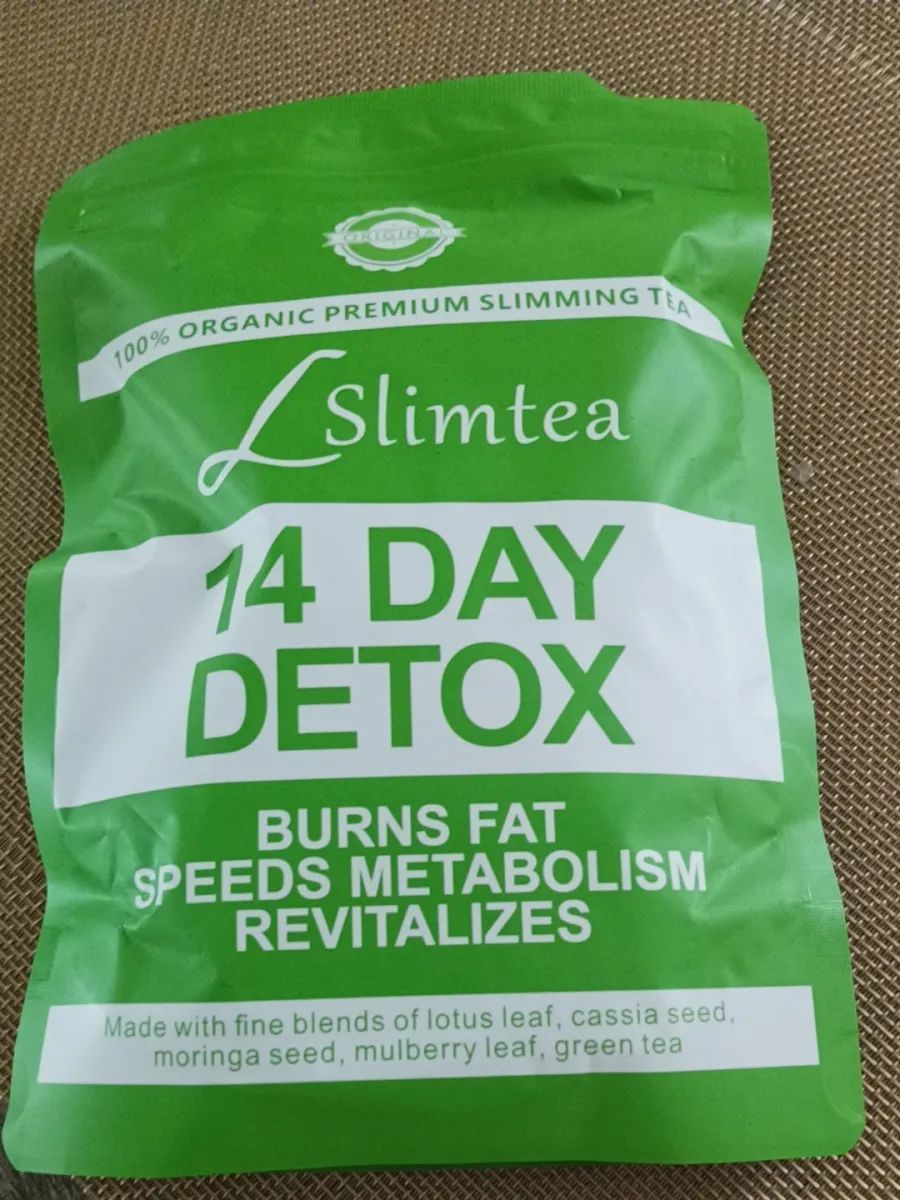 ORIGINAL
100% ORGANIC PREMIUM SLIMMING TEA
L Slimtea
14 DAY
DETOX
BURNS FAT
SPEEDS METABOLISM
REVITALIZES
Made with fine blends of lotus leaf, cassia seed,
moringa seed, mulberry leaf, green tea